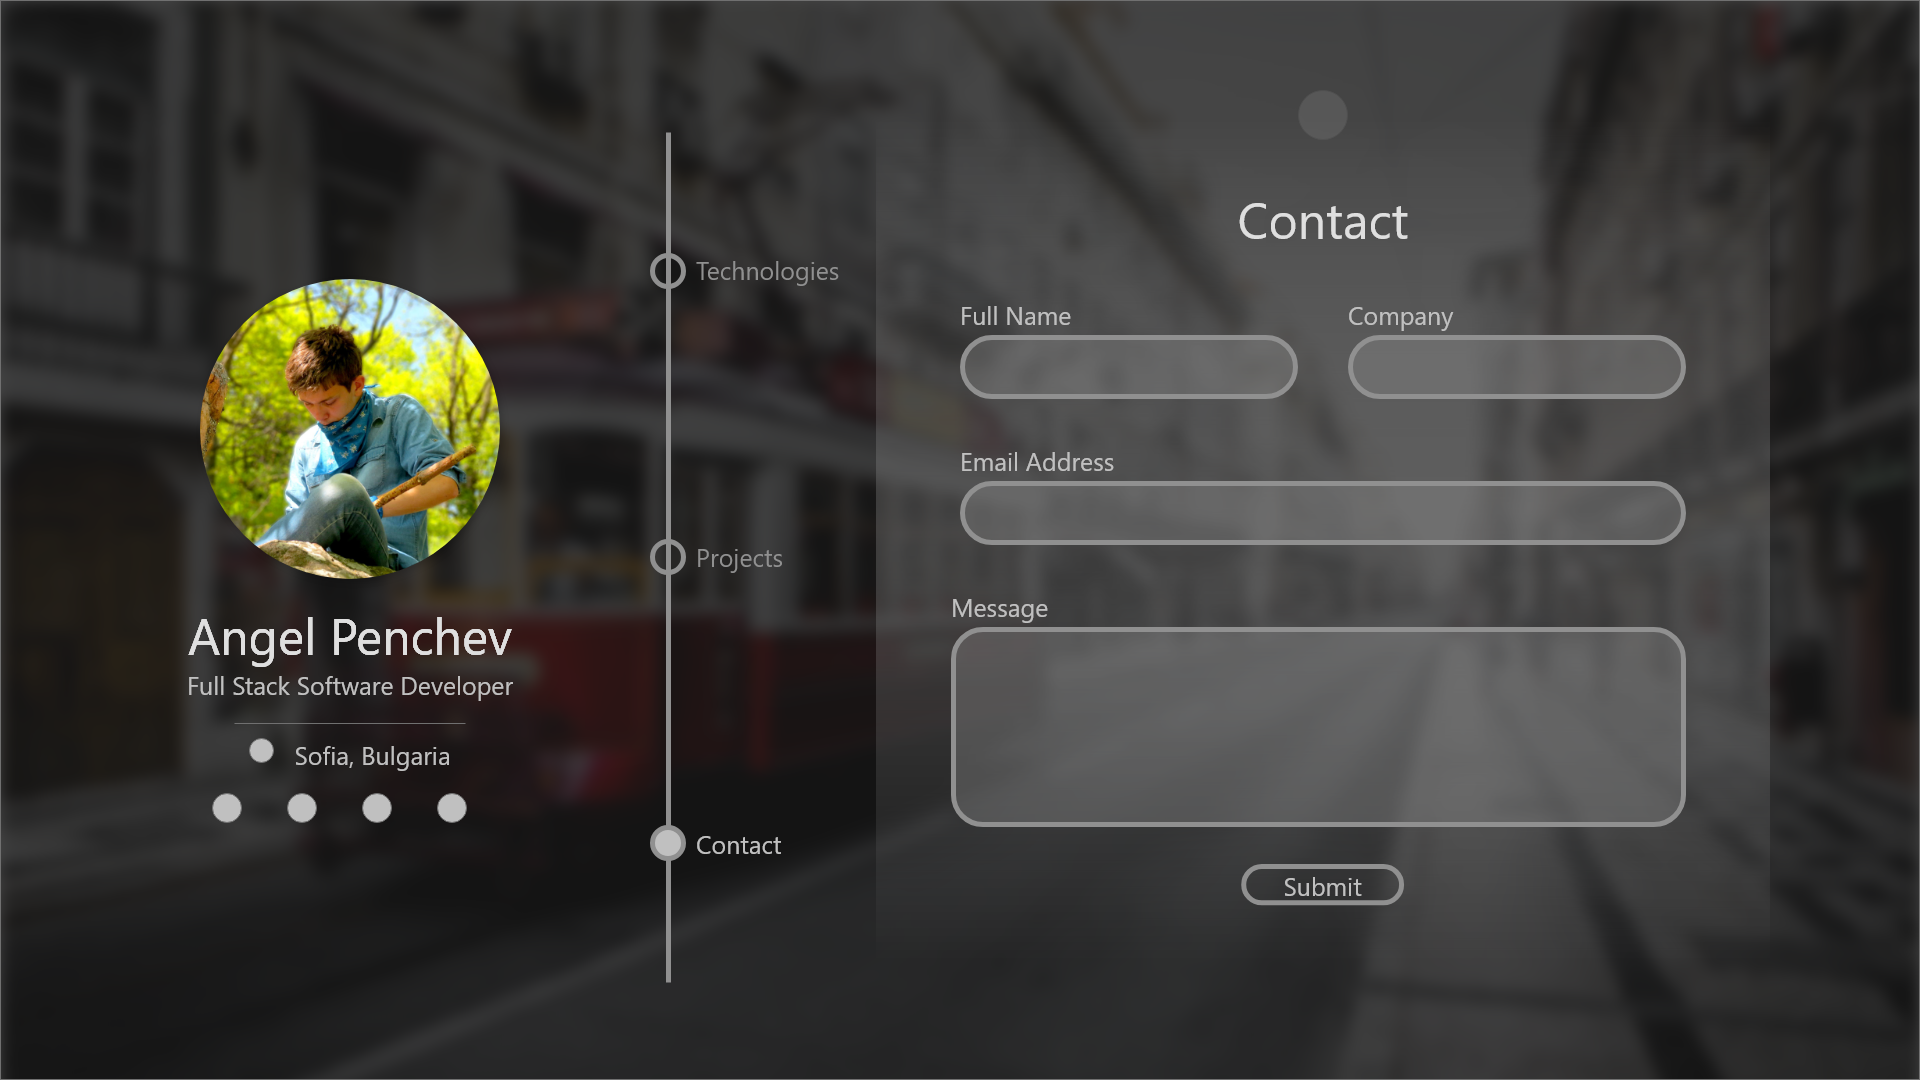 Angel Penchev
Full Stack Software Developer
Sofia, Bulgaria
Technologies
Projects
Contact
Contact
Full Name
Company
Email Address
Message
Submit